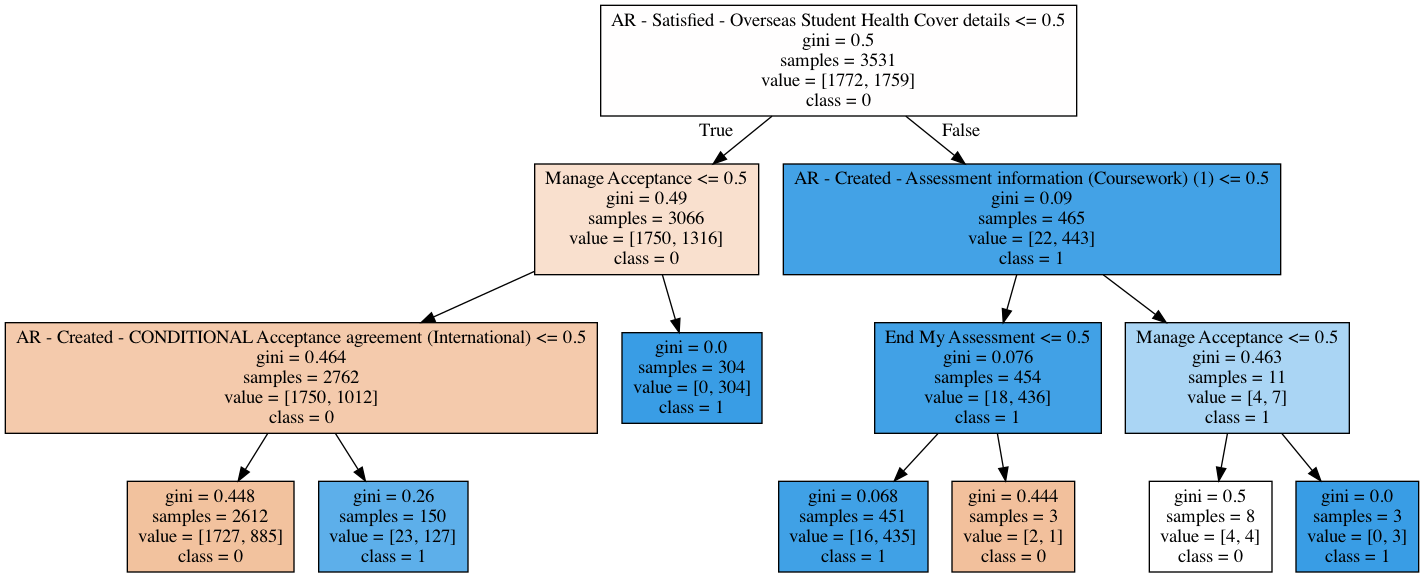 AR - Satisfied - Overseas Student Health Cover details <= 0.5
gini = 0.5
samples = 3531
value = [1772, 1759]
class = 0
True
False
Manage Acceptance <= 0.5
gini = 0.49
samples = 3066
value = [1750, 1316]
class = 0
AR - Created - Assessment information (Coursework) (1) <= 0.5
gini = 0.09
samples = 465
value = [22, 443]
class = 1
AR - Created - CONDITIONAL Acceptance agreement (International) <= 0.5
gini = 0.464
samples = 2762
value = [1750, 1012]
class = 0
gini = 0.0
samples = 304
value = [0, 304]
class = 1
End My Assessment <= 0.5
gini = 0.076
samples = 454
value = [18, 436]
class = 1
Manage Acceptance <= 0.5
gini = 0.463
samples = 11
value = [4, 7]
class = 1
gini = 0.448
samples = 2612
value = [1727, 885]
class = 0
gini = 0.26
samples = 150
value = [23, 127]
class = 1
gini = 0.068
samples = 451
value = [16, 435]
class = 1
gini = 0.444
samples = 3
value = [2, 1]
class = 0
gini = 0.5
samples = 8
value = [4, 4]
class = 0
gini = 0.0
samples = 3
value = [0, 3]
class = 1